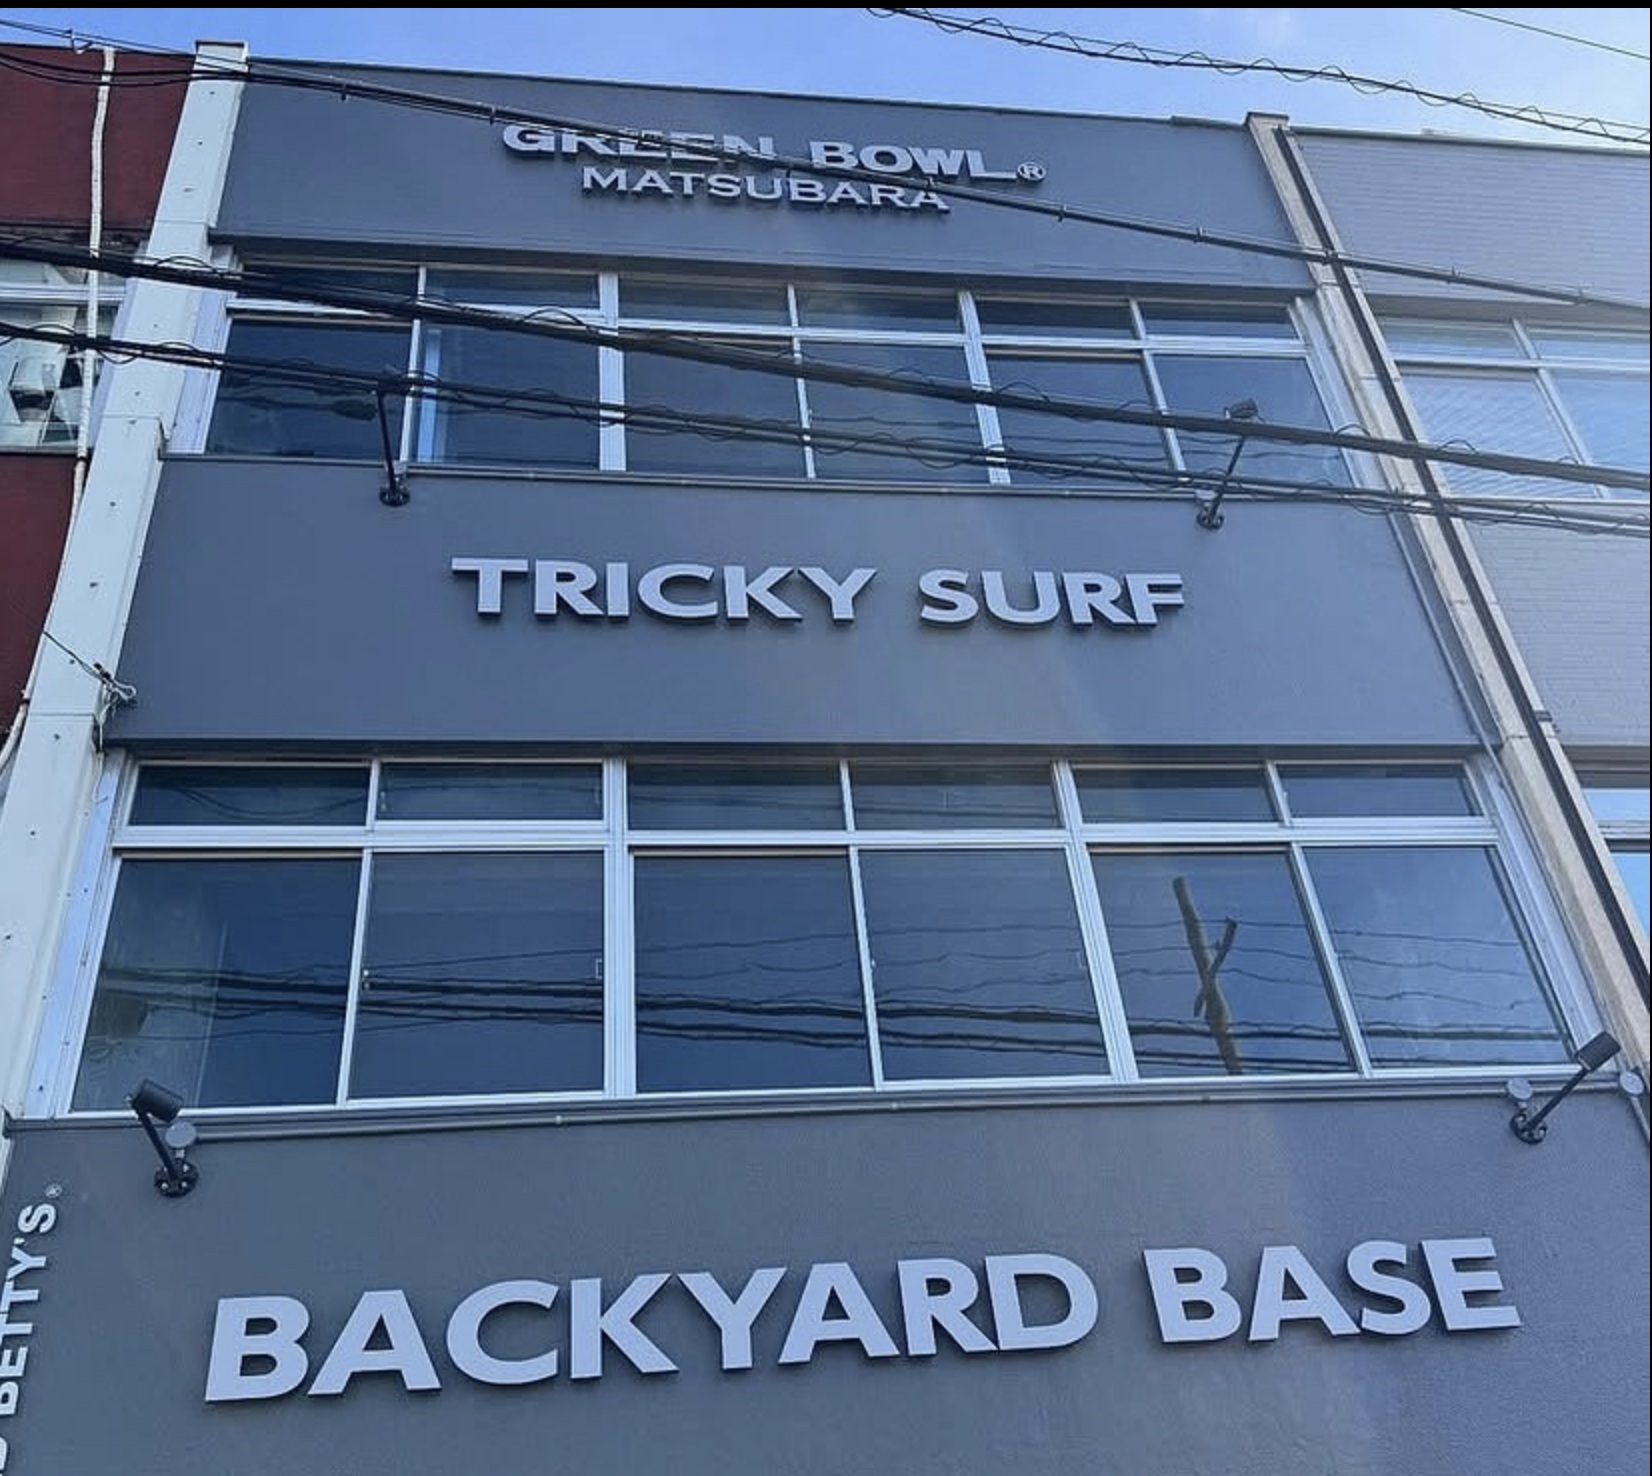 GREEN BOWL®
MATSUBARA
TRICKY SURF
BACKYARD BASE
BETTY'S®